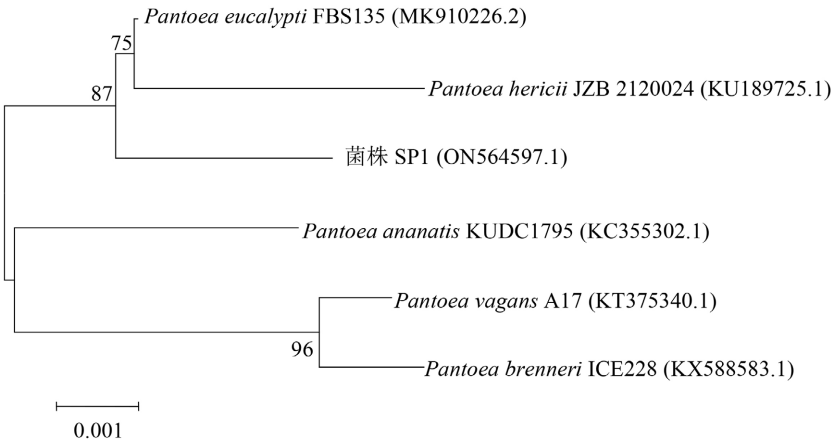 Pantoea eucalypti FBS135 (MK910226.2)
75
87
Pantoea hericii JZB 2120024 (KU189725.1)
菌株 SP1 (ON564597.1)
Pantoea ananatis KUDC1795 (KC355302.1)
Pantoea vagans A17 (KT375340.1)
96
Pantoea brenneri ICE228 (KX588583.1)
0.001